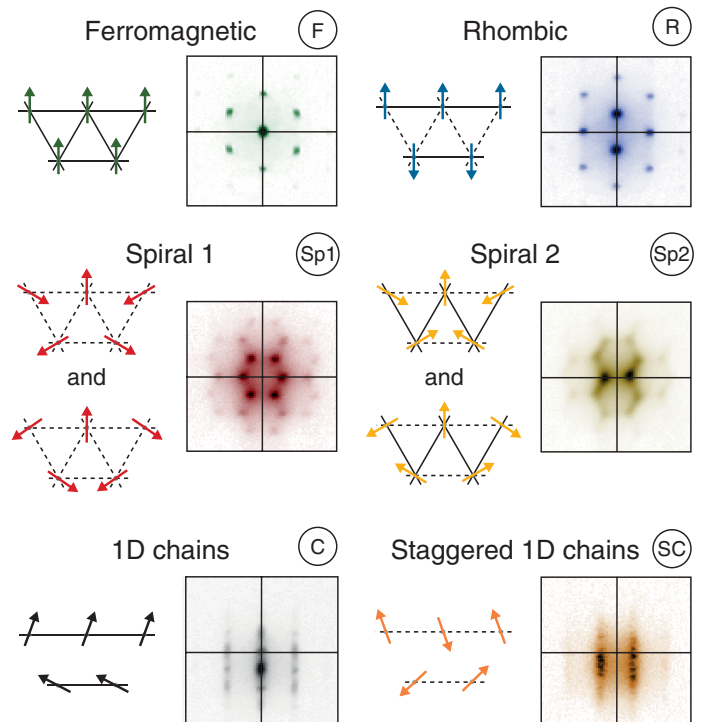 Ferromagnetic F
Rhombic R
Spiral 1 Sp1
and
Spiral 2 Sp2
and
1D chains C
Staggered 1D chains SC